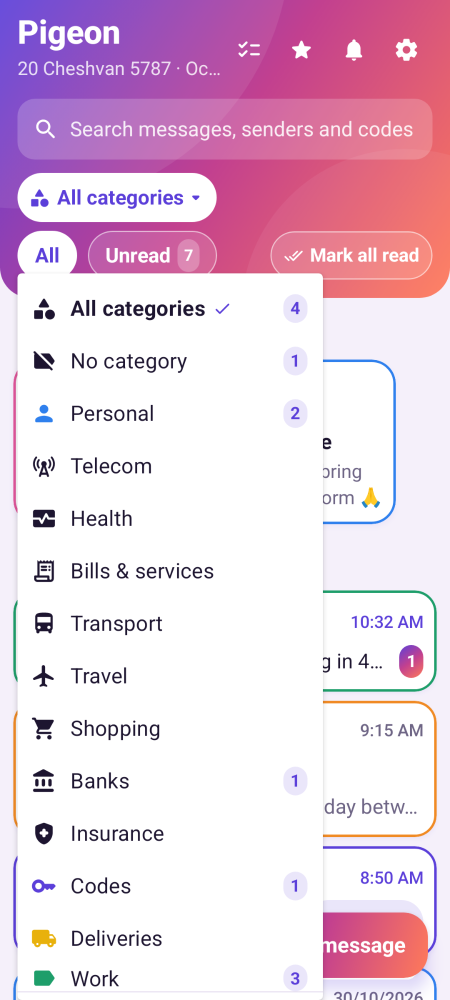 Pigeon
20 Cheshvan 5787 · Oc...
Search messages, senders and codes
All categories
All
Unread 7
Mark all read
All categories 4
No category 1
Personal 2
Telecom
Health
Bills & services
Transport
Travel
Shopping
Banks 1
Insurance
Codes 1
Deliveries
Work 3
pring
orm 🙏
10:32 AM
g in 4... 1
9:15 AM
day betw...
8:50 AM
message
30/10/2026